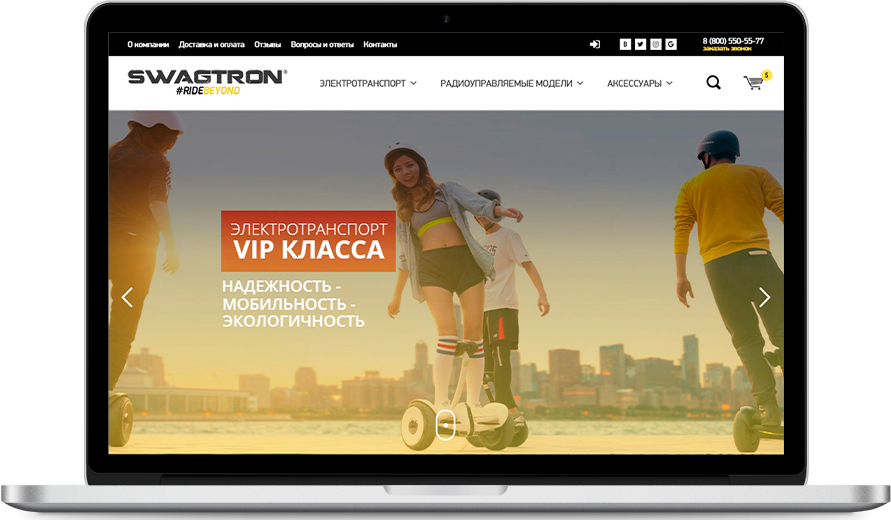 О компании Доставка и оплата Отзывы Вопросы и ответы Контакты
8 (800) 550-55-77
заказать звонок
SWAGTRON®
#RIDEBEYOND
ЭЛЕКТРОТРАНСПОРТ РАДИОУПРАВЛЯЕМЫЕ МОДЕЛИ АКСЕССУАРЫ
5
ЭЛЕКТРОТРАНСПОРТ
VIP КЛАССА
НАДЕЖНОСТЬ -
МОБИЛЬНОСТЬ -
ЭКОЛОГИЧНОСТЬ